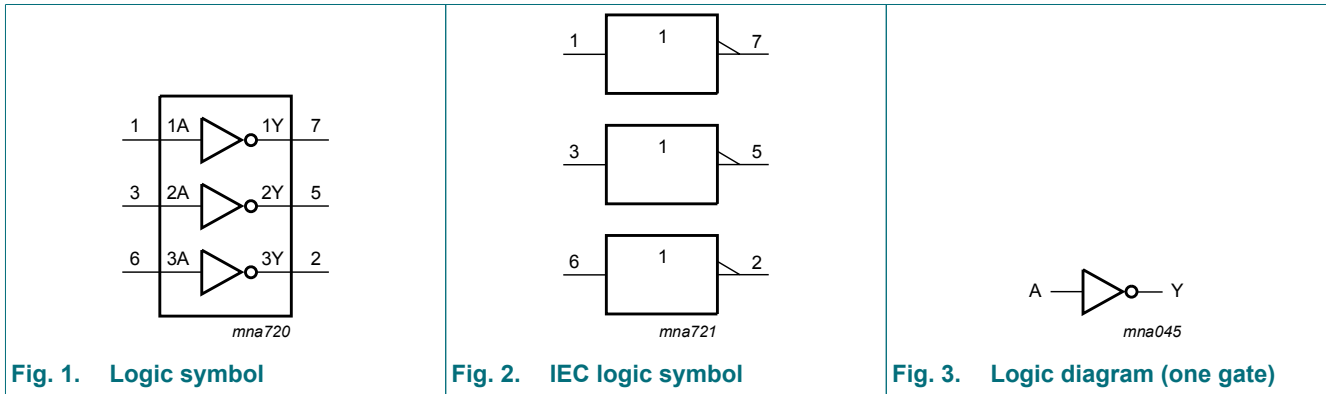 1 1A 1Y 7
3 2A 2Y 5
6 3A 3Y 2
mna720
Fig. 1. Logic symbol
1 1 7
3 1 5
6 1 2
mna721
Fig. 2. IEC logic symbol
A Y
mna045
Fig. 3. Logic diagram (one gate)